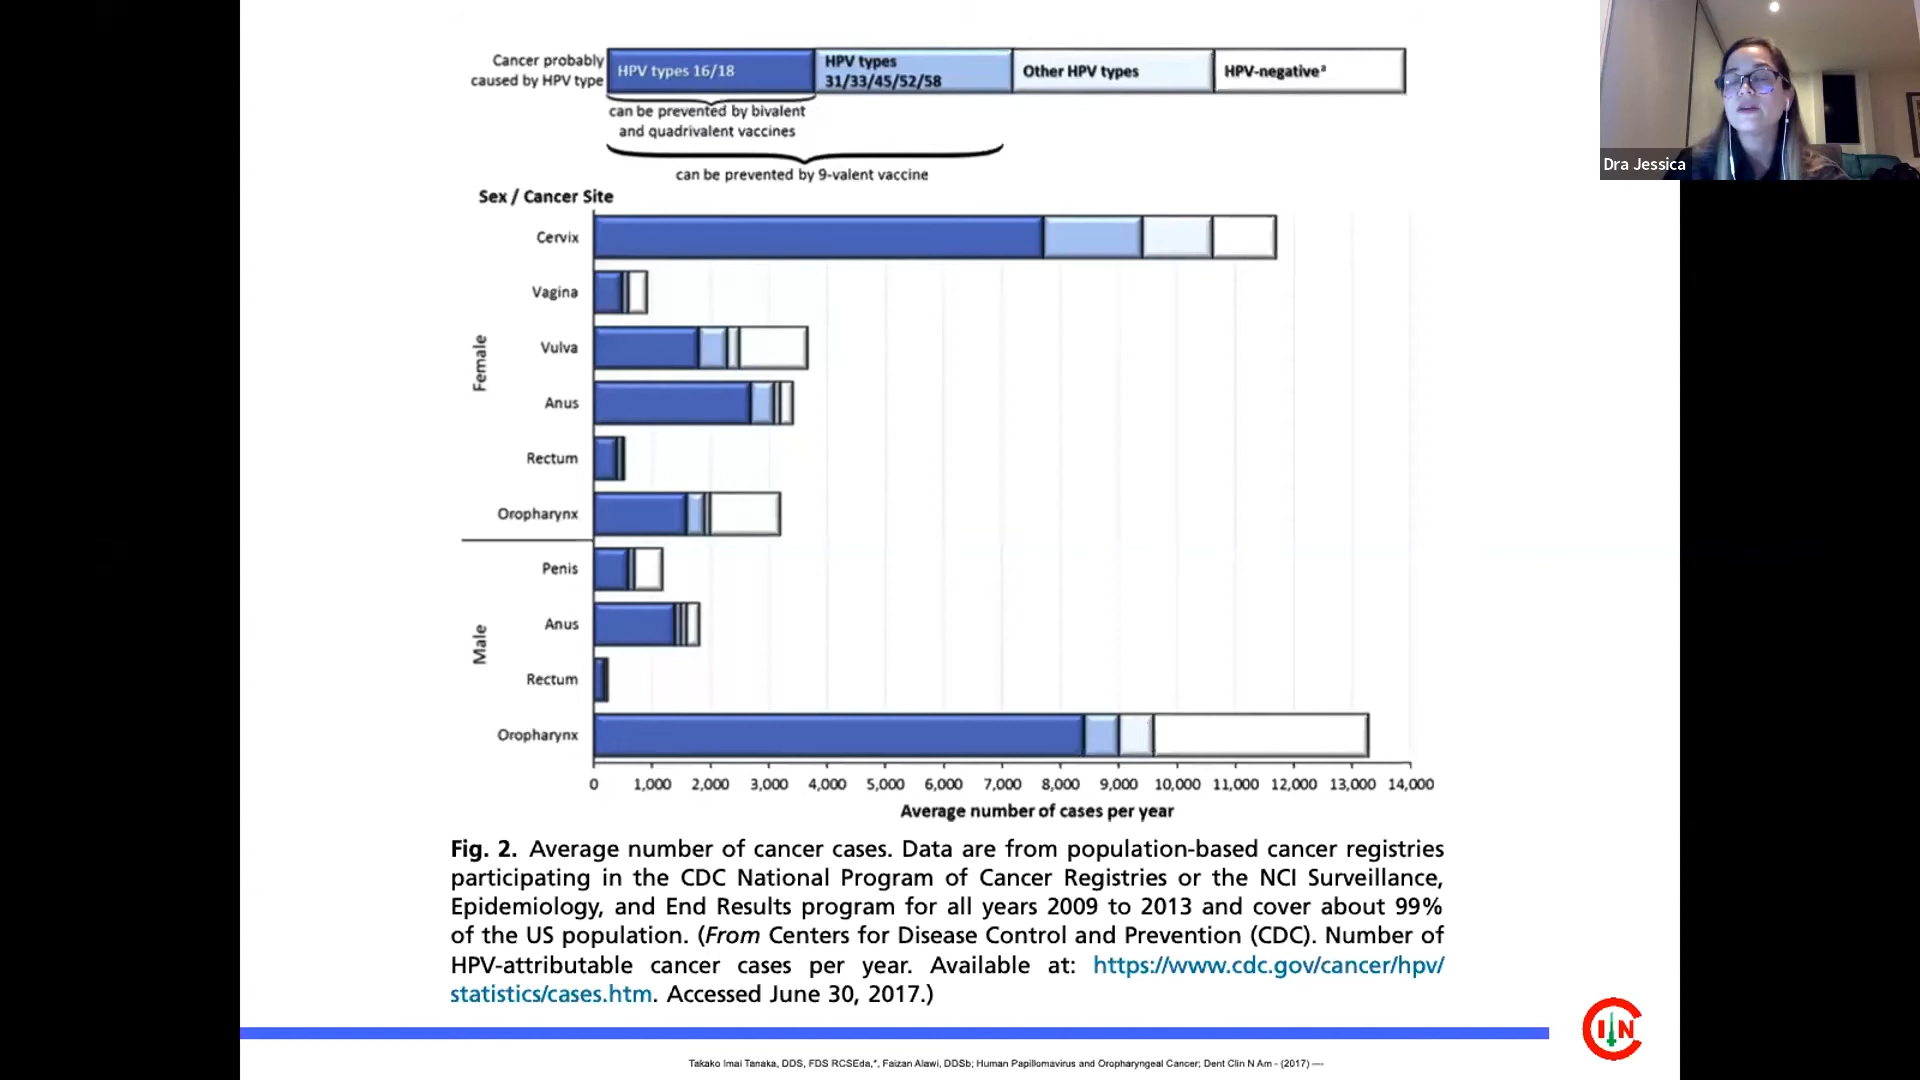 Cancer probably
caused by HPV type
HPV types 16/18
HPV types
31/33/45/52/58
Other HPV types
HPV-negativeᵃ
can be prevented by bivalent
and quadrivalent vaccines
can be prevented by 9-valent vaccine
Dra Jessica
Sex / Cancer Site
Female
Cervix
Vagina
Vulva
Anus
Rectum
Oropharynx
Male
Penis
Anus
Rectum
Oropharynx
0 1,000 2,000 3,000 4,000 5,000 6,000 7,000 8,000 9,000 10,000 11,000 12,000 13,000 14,000
Average number of cases per year
Fig. 2. Average number of cancer cases. Data are from population-based cancer registries
participating in the CDC National Program of Cancer Registries or the NCI Surveillance,
Epidemiology, and End Results program for all years 2009 to 2013 and cover about 99%
of the US population. (From Centers for Disease Control and Prevention (CDC). Number of
HPV-attributable cancer cases per year. Available at: https://www.cdc.gov/cancer/hpv/
statistics/cases.htm. Accessed June 30, 2017.)
CIN
Takako Imai Tanaka, DDS, FDS RCSEda,*, Faizan Alawi, DDSb; Human Papillomavirus and Oropharyngeal Cancer; Dent Clin N Am - (2017) ----